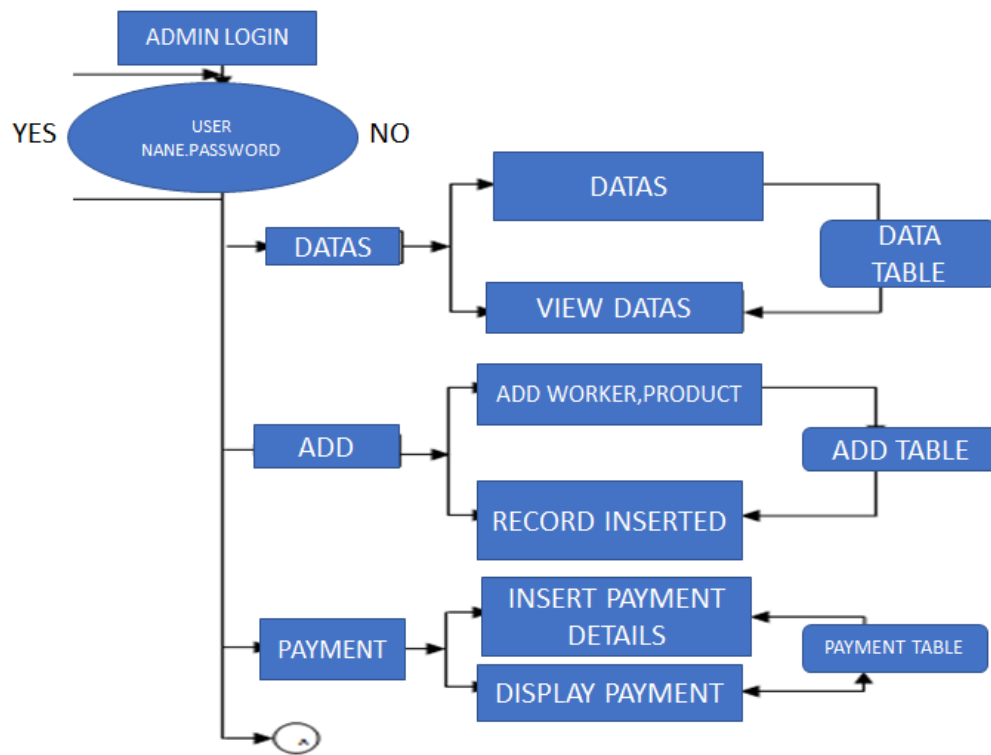 ADMIN LOGIN
YES
USER
NANE.PASSWORD
NO
DATAS
DATAS
DATA
TABLE
VIEW DATAS
ADD
ADD WORKER,PRODUCT
ADD TABLE
RECORD INSERTED
PAYMENT
INSERT PAYMENT
DETAILS
PAYMENT TABLE
DISPLAY PAYMENT